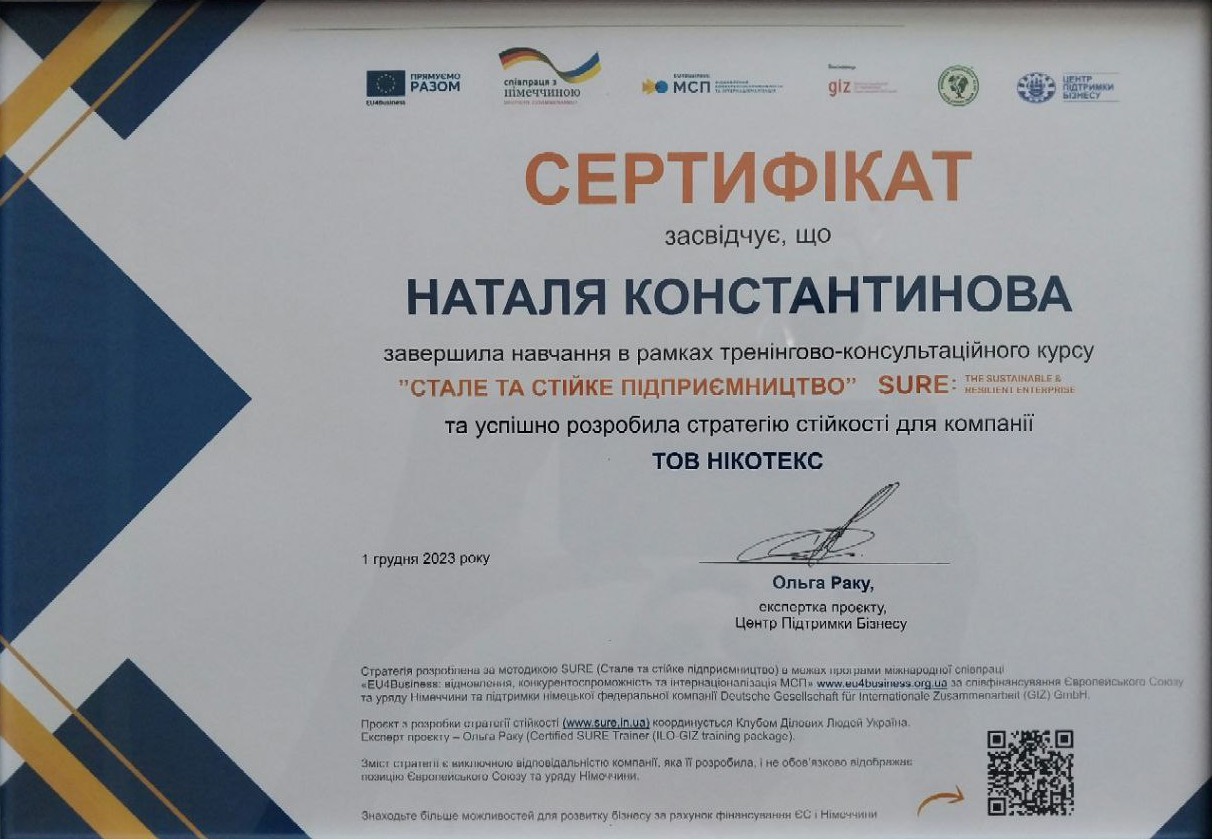 EU4Business
ПРЯМУЄМО
РАЗОМ
співпраця з
німеччиною
EU4Business:
МСП
giz
ЦЕНТР
ПІДТРИМКИ
БІЗНЕСУ
СЕРТИФІКАТ
засвідчує, що
НАТАЛЯ КОНСТАНТИНОВА
завершила навчання в рамках тренінгово-консультаційного курсу
"СТАЛЕ ТА СТІЙКЕ ПІДПРИЄМНИЦТВО" SURE: THE SUSTAINABLE &
RESILIENT ENTERPRISE
та успішно розробила стратегію стійкості для компанії
ТОВ НІКОТЕКС
1 грудня 2023 року
Ольга Раку,
експертка проєкту,
Центр Підтримки Бізнесу
Стратегія розроблена за мотодикою SURE (Стале та стійке підприємництво) в межах програми міжнародної співпраці
«EU4Business: відновлення, конкурентоспроможність та інтернаціоналізація МСП» www.eu4business.org.ua за співфінансування Європейського Союзу
та уряду Німеччини та підтримки німецької федеральної компанії Deutsche Gesellschaft für Internationale Zusammenarbeit (GIZ) GmbH.
Проєкт з розробки стратегії стійкості (www.sure.in.ua) координується Клубом Ділових Людей Україна.
Експерт проєкту – Ольга Раку (Certified SURE Trainer (ILO-GIZ training package).
Зміст стратегії є виключною відповідальністю компанії, яка її розробила, і не обов'язково відображає
позицію Європейського Союзу та уряду Німеччини.
Знаходьте більше можливостей для розвитку бізнесу за рахунок фінансування ЄС і Німеччини